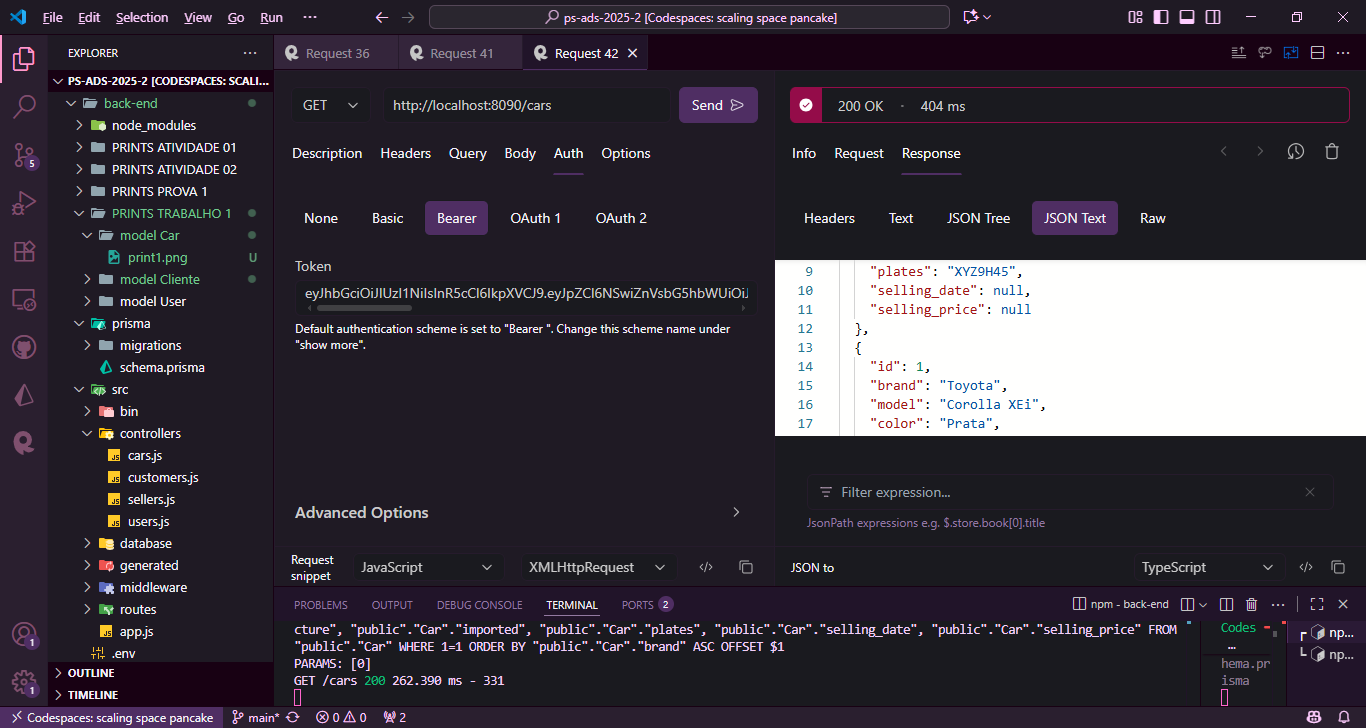 File Edit Selection View Go Run ···
ps-ads-2025-2 [Codespaces: scaling space pancake]
EXPLORER
PS-ADS-2025-2 [CODESPACES: SCALI...
back-end
node_modules
PRINTS ATIVIDADE 01
PRINTS ATIVIDADE 02
PRINTS PROVA 1
PRINTS TRABALHO 1
model Car
print1.png U
model Cliente
model User
prisma
migrations
schema.prisma
src
bin
controllers
cars.js
customers.js
sellers.js
users.js
database
generated
middleware
routes
app.js
.env
OUTLINE
TIMELINE
5
1
1
Request 36 Request 41 Request 42
GET http://localhost:8090/cars Send
Description Headers Query Body Auth Options
None Basic Bearer OAuth 1 OAuth 2
Token
Default authentication scheme is set to "Bearer ". Change this scheme name under
"show more".
Advanced Options
Request
snippet
JavaScript XMLHttpRequest
200 OK · 404 ms
Info Request Response
Headers Text JSON Tree JSON Text Raw
9 "plates": "XYZ9H45",
10 "selling_date": null,
11 "selling_price": null
12 },
13 {
14 "id": 1,
15 "brand": "Toyota",
16 "model": "Corolla XEi",
17 "color": "Prata",
Filter expression...
JsonPath expressions e.g. $.store.book[0].title
JSON to TypeScript
PROBLEMS OUTPUT DEBUG CONSOLE TERMINAL PORTS 2
npm - back-end
cture", "public"."Car"."imported", "public"."Car"."plates", "public"."Car"."selling_date", "public"."Car"."selling_price" FROM
"public"."Car" WHERE 1=1 ORDER BY "public"."Car"."brand" ASC OFFSET $1
PARAMS: [0]
GET /cars 200 262.390 ms - 331
Codes
…
hema.pr
isma
np...
np...
Codespaces: scaling space pancake main* 0 0 2